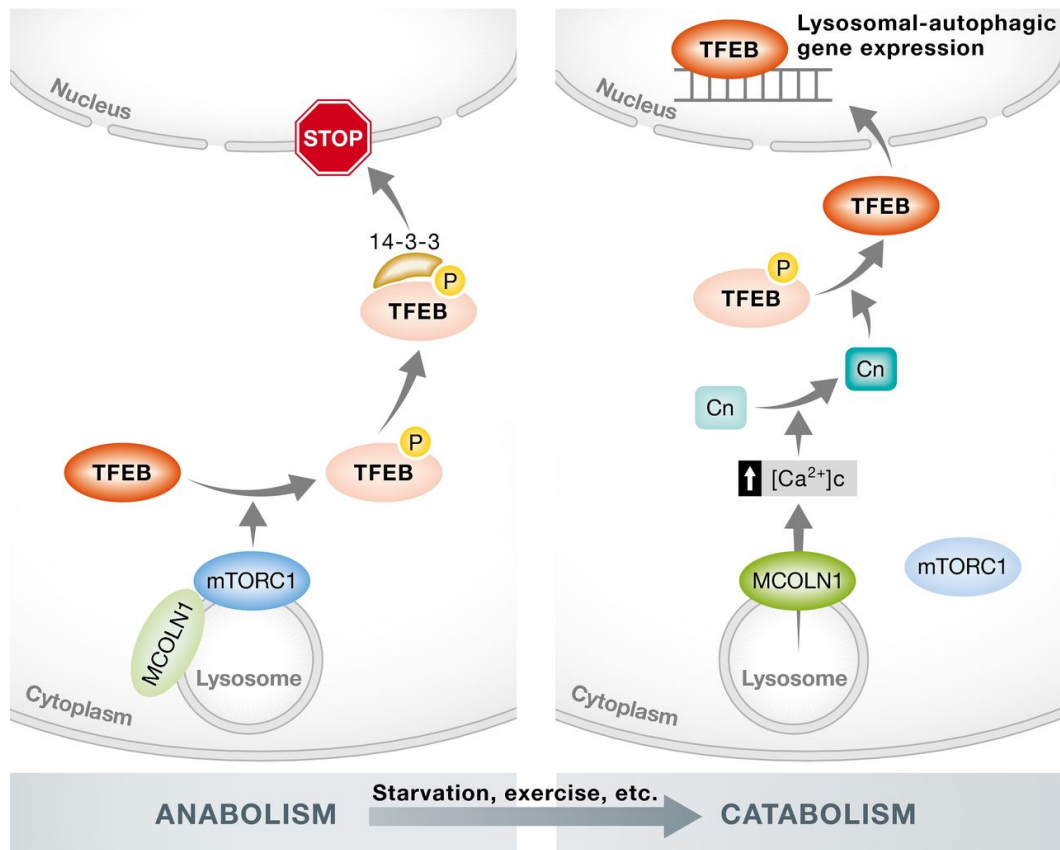 Nucleus
STOP
14-3-3
P
TFEB
TFEB
P
TFEB
mTORC1
MCOLN1
Lysosome
Cytoplasm
Lysosomal-autophagic
gene expression
TFEB
Nucleus
TFEB
P
TFEB
Cn
Cn
[Ca²⁺]c
MCOLN1
mTORC1
Lysosome
Cytoplasm
ANABOLISM
Starvation, exercise, etc.
CATABOLISM